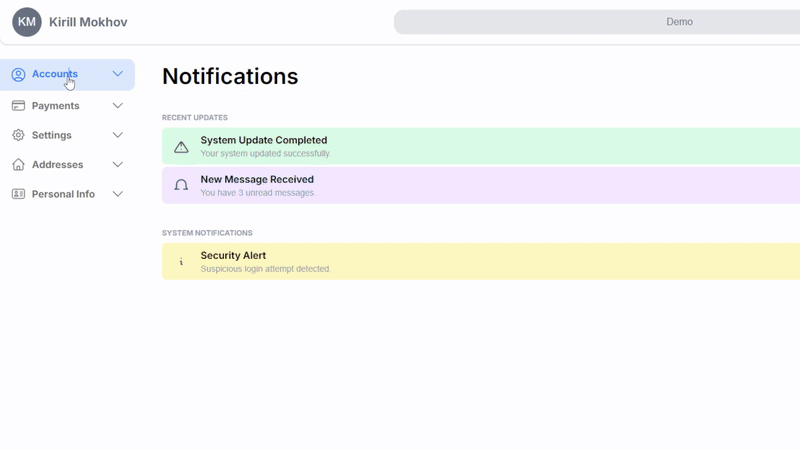 KM
Kirill Mokhov
Demo
Accounts
Payments
Settings
Addresses
Personal Info
Notifications
RECENT UPDATES
System Update Completed
Your system updated successfully.
New Message Received
You have 3 unread messages.
SYSTEM NOTIFICATIONS
Security Alert
Suspicious login attempt detected.